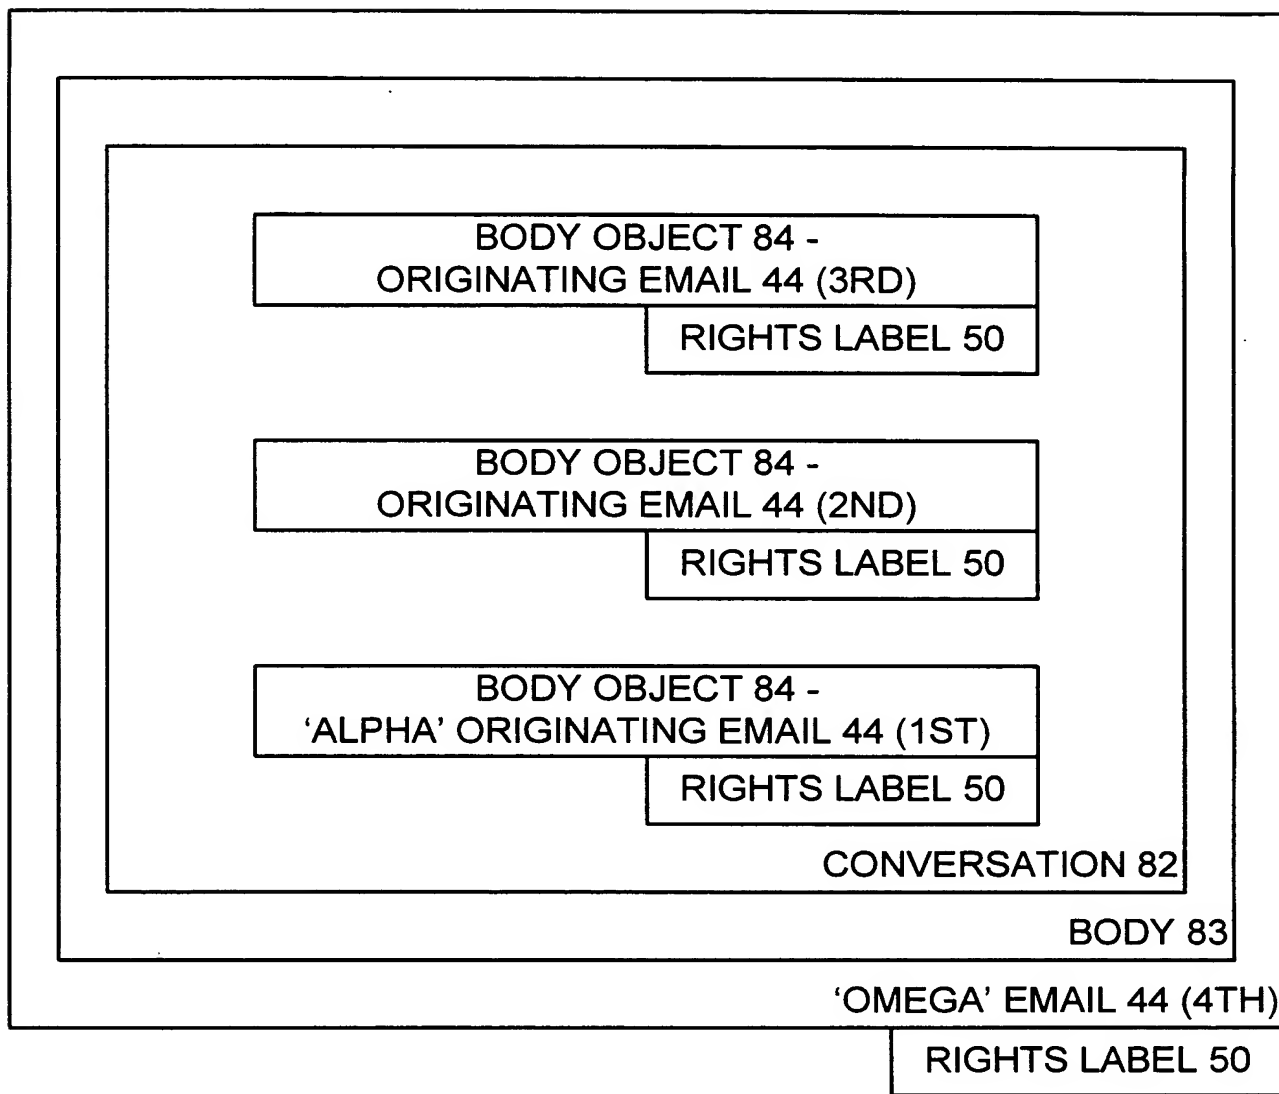 BODY OBJECT 84 -
ORIGINATING EMAIL 44 (3RD)
RIGHTS LABEL 50
BODY OBJECT 84 -
ORIGINATING EMAIL 44 (2ND)
RIGHTS LABEL 50
BODY OBJECT 84 -
‘ALPHA’ ORIGINATING EMAIL 44 (1ST)
RIGHTS LABEL 50
CONVERSATION 82
BODY 83
‘OMEGA’ EMAIL 44 (4TH)
RIGHTS LABEL 50